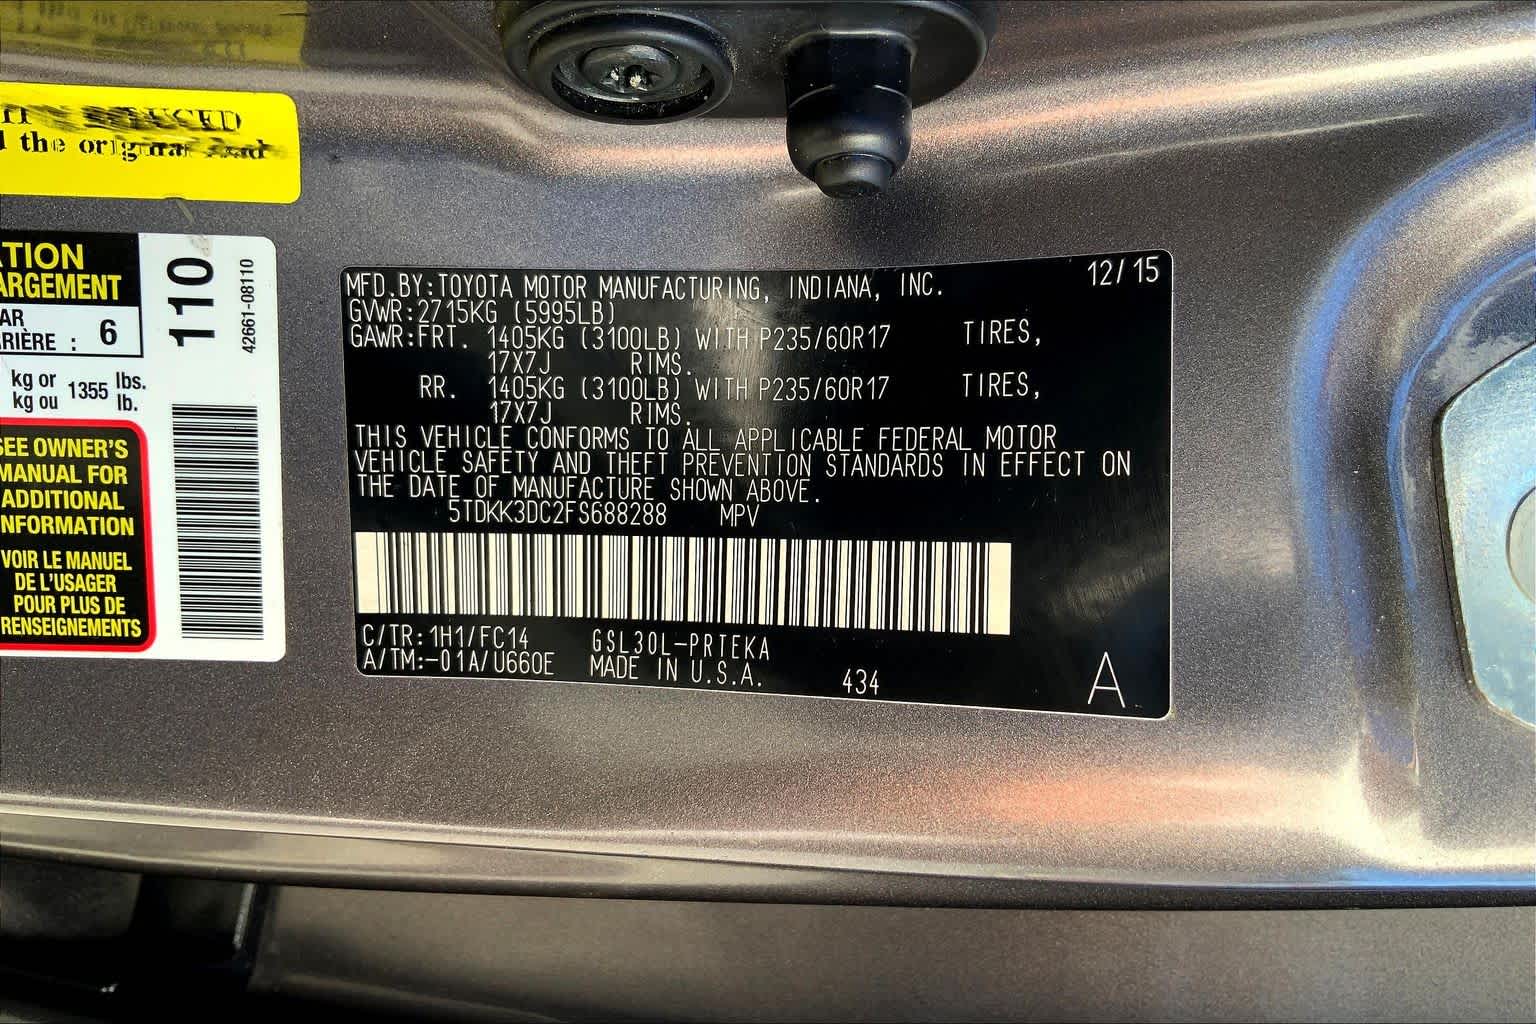 the
ATION
ARGEMENT
AR
RIÈRE : 6
kg or 1355 lbs.
kg ou lb.
SEE OWNER'S
MANUAL FOR
ADDITIONAL
NFORMATION
VOIR LE MANUEL
DE L'USAGER
POUR PLUS DE
RENSEIGNEMENTS
110
42661-08110
MFD.BY:TOYOTA MOTOR MANUFACTURING, INDIANA, INC. 12/15
GVWR:2715KG (5995LB)
GAWR:FRT. 1405KG (3100LB) WITH P235/60R17 TIRES,
17X7J RIMS.
RR. 1405KG (3100LB) WITH P235/60R17 TIRES,
17X7J RIMS.
THIS VEHICLE CONFORMS TO ALL APPLICABLE FEDERAL MOTOR
VEHICLE SAFETY AND THEFT PREVENTION STANDARDS IN EFFECT ON
THE DATE OF MANUFACTURE SHOWN ABOVE.
5TDKK3DC2FS688288 MPV
C/TR:1H1/FC14 GSL30L-PRTEKA
A/TM:-01A/U660E MADE IN U.S.A. 434 A